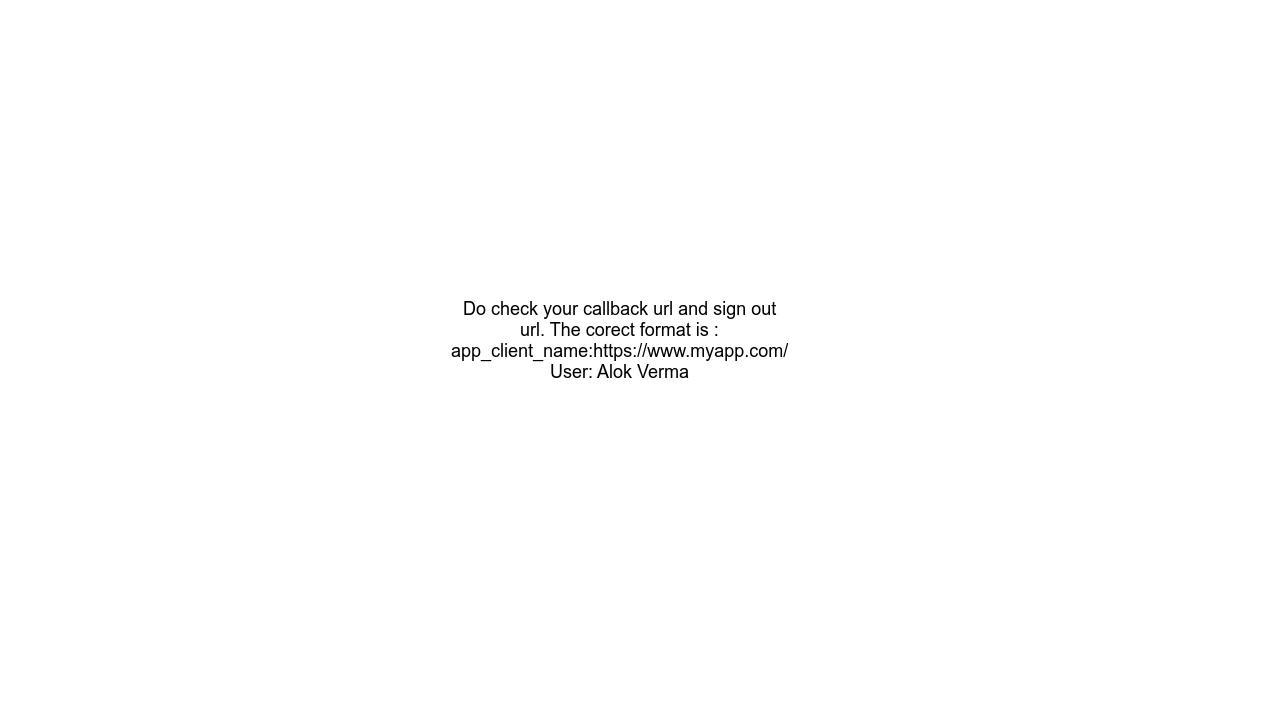 Do check your callback url and sign out
url. The corect format is :
app_client_name:https://www.myapp.com/
User: Alok Verma